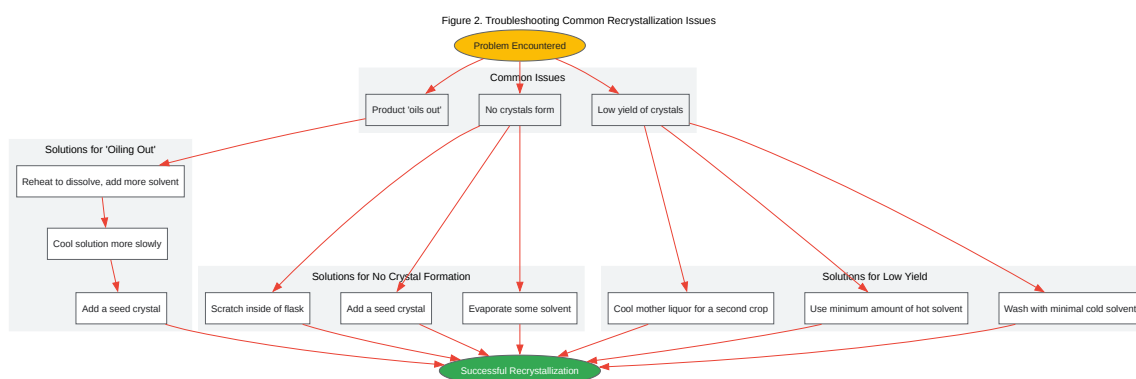 Figure 2. Troubleshooting Common Recrystallization Issues
Problem Encountered
Common Issues
Product 'oils out'
No crystals form
Low yield of crystals
Solutions for 'Oiling Out'
Reheat to dissolve, add more solvent
Cool solution more slowly
Add a seed crystal
Solutions for No Crystal Formation
Scratch inside of flask
Add a seed crystal
Evaporate some solvent
Solutions for Low Yield
Cool mother liquor for a second crop
Use minimum amount of hot solvent
Wash with minimal cold solvent
Successful Recrystallization